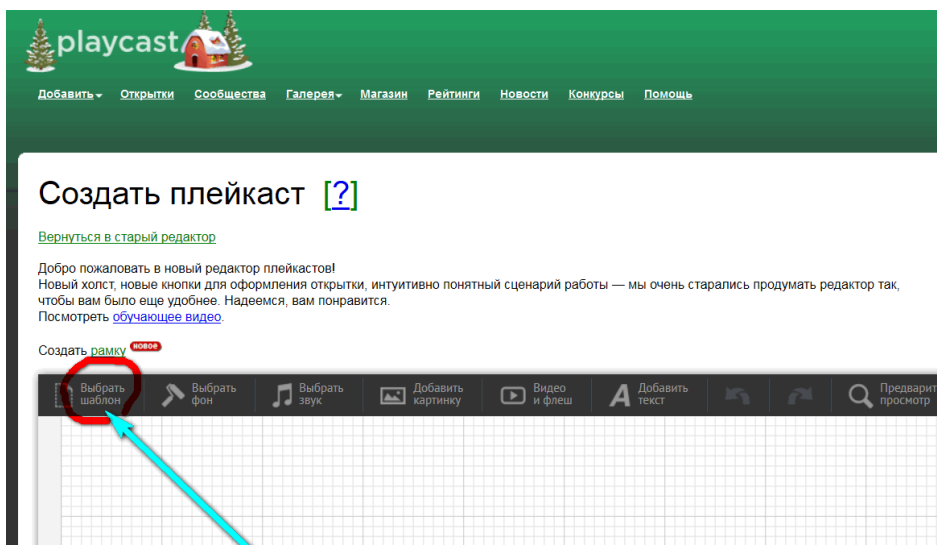 playcast
Добавить Открытки Сообщества Галерея Магазин Рейтинги Новости Конкурсы Помощь
Создать плейкаст [?]
Вернуться в старый редактор
Добро пожаловать в новый редактор плейкастов!
Новый холст, новые кнопки для оформления открытки, интуитивно понятный сценарий работы — мы очень старались продумать редактор так,
чтобы вам было еще удобнее. Надеемся, вам понравится.
Посмотреть обучающее видео.
Создать рамку новое
Выбрать шаблон
Выбрать фон
Выбрать звук
Добавить картинку
Видео и флеш
Добавить текст
Предварит
просмотр